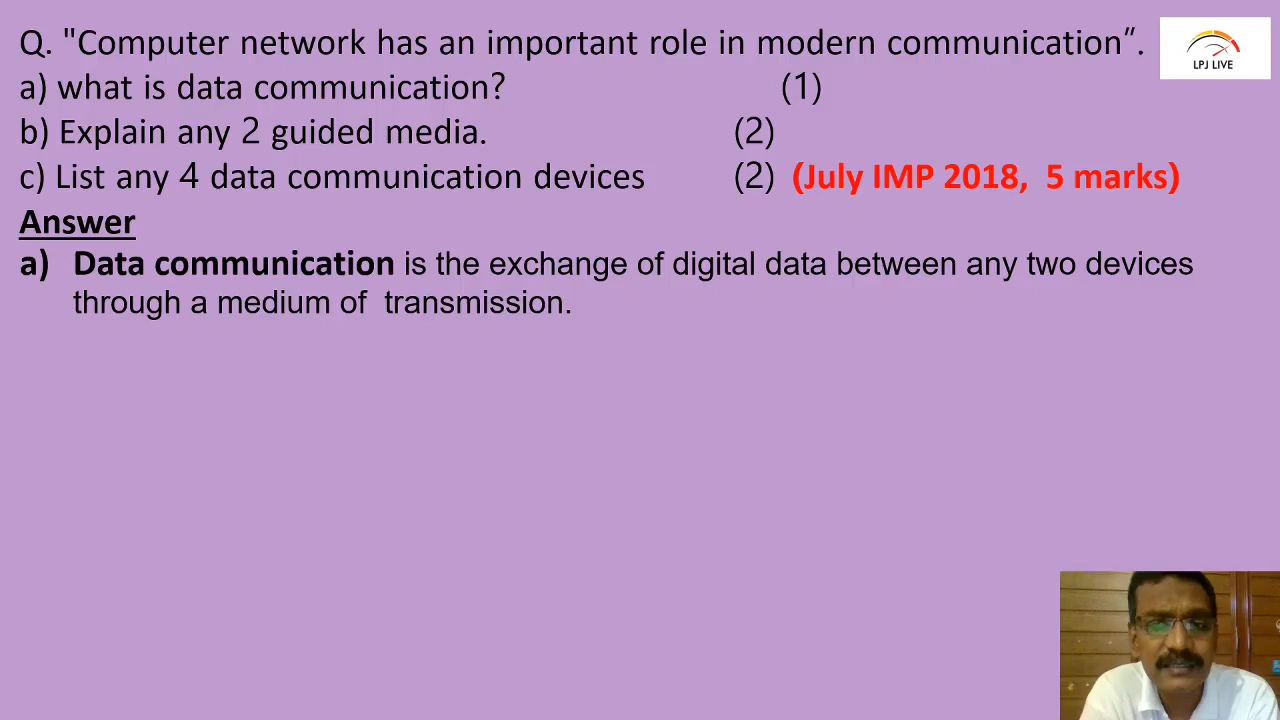 Q. "Computer network has an important role in modern communication”.
LPJ LIVE
a) what is data communication? (1)
b) Explain any 2 guided media. (2)
c) List any 4 data communication devices (2) (July IMP 2018, 5 marks)
Answer
a) Data communication is the exchange of digital data between any two devices
through a medium of transmission.